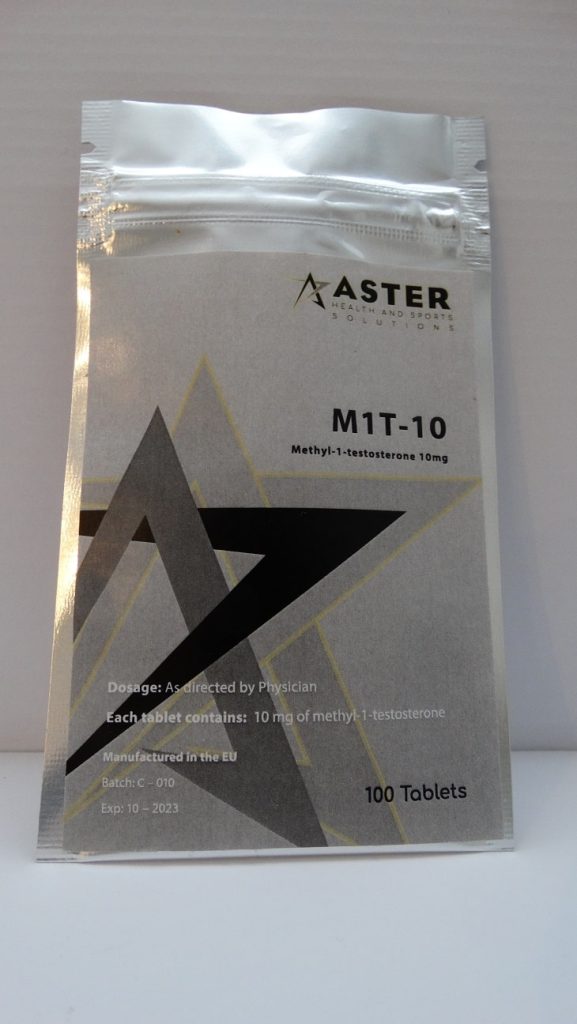 ASTER
HEALTH AND SPORTS
SOLUTIONS
M1T-10
Methyl-1-testosterone 10mg
Dosage: As directed by Physician
Each tablet contains: 10 mg of methyl-1-testosterone
Manufactured in the EU
Batch: C – 010
Exp: 10 – 2023
100 Tablets